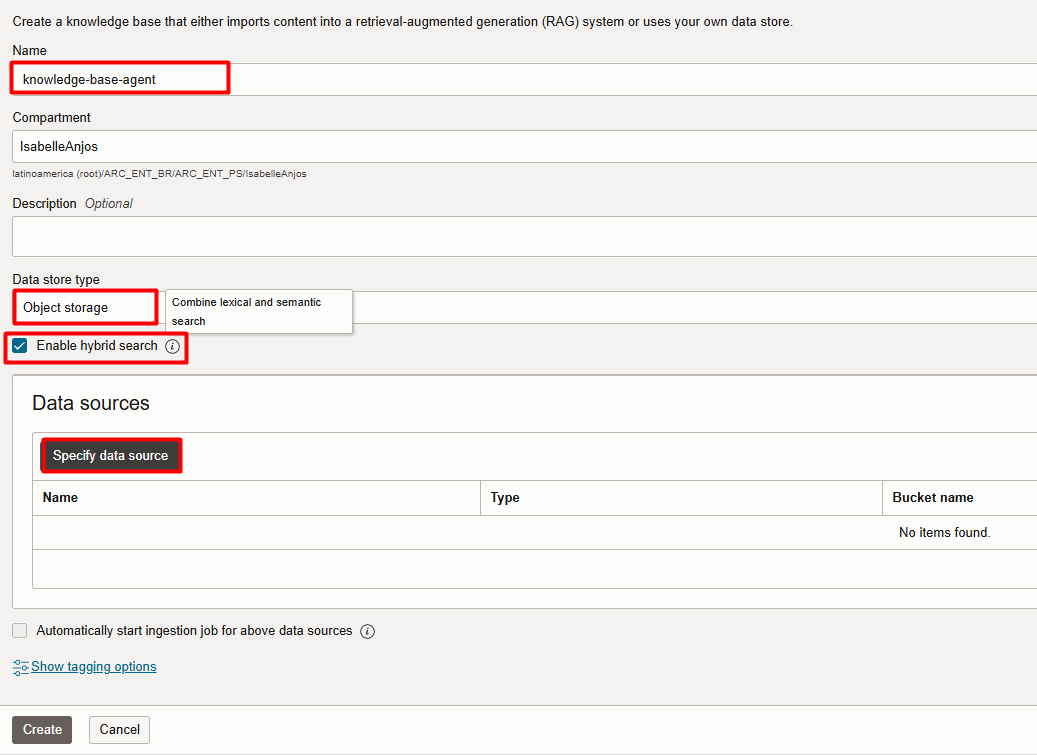 Create a knowledge base that either imports content into a retrieval-augmented generation (RAG) system or uses your own data store.
Name
knowledge-base-agent
Compartment
IsabelleAnjos
latinoamerica (root)/ARC_ENT_BR/ARC_ENT_PS/IsabelleAnjos
Description Optional
Data store type
Object storage
Combine lexical and semantic
search
Enable hybrid search
Data sources
Specify data source
Name Type Bucket name
No items found.
Automatically start ingestion job for above data sources
Show tagging options
Create Cancel